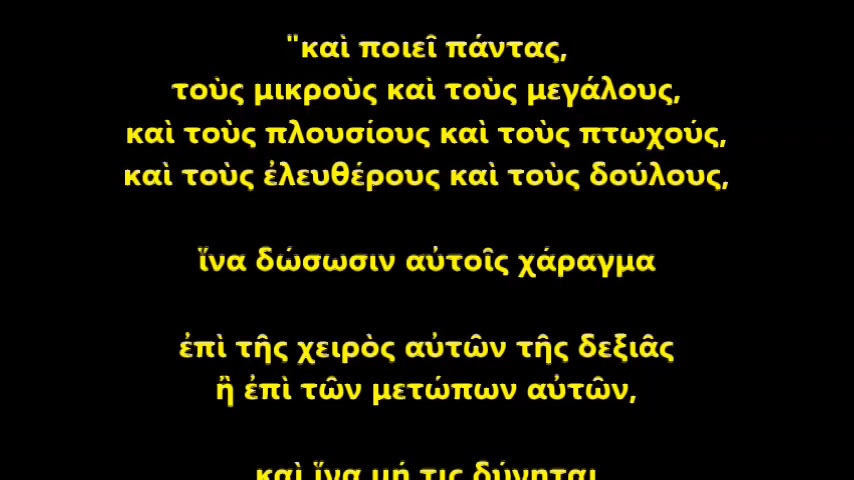 "καὶ ποιεῖ πάντας,
τοὺς μικροὺς καὶ τοὺς μεγάλους,
καὶ τοὺς πλουσίους καὶ τοὺς πτωχούς,
καὶ τοὺς ἐλευθέρους καὶ τοὺς δούλους,
ἵνα δώσωσιν αὐτοῖς χάραγμα
ἐπὶ τῆς χειρὸς αὐτῶν τῆς δεξιᾶς
ἢ ἐπὶ τῶν μετώπων αὐτῶν,
καὶ ἵνα μή τις δύνηται